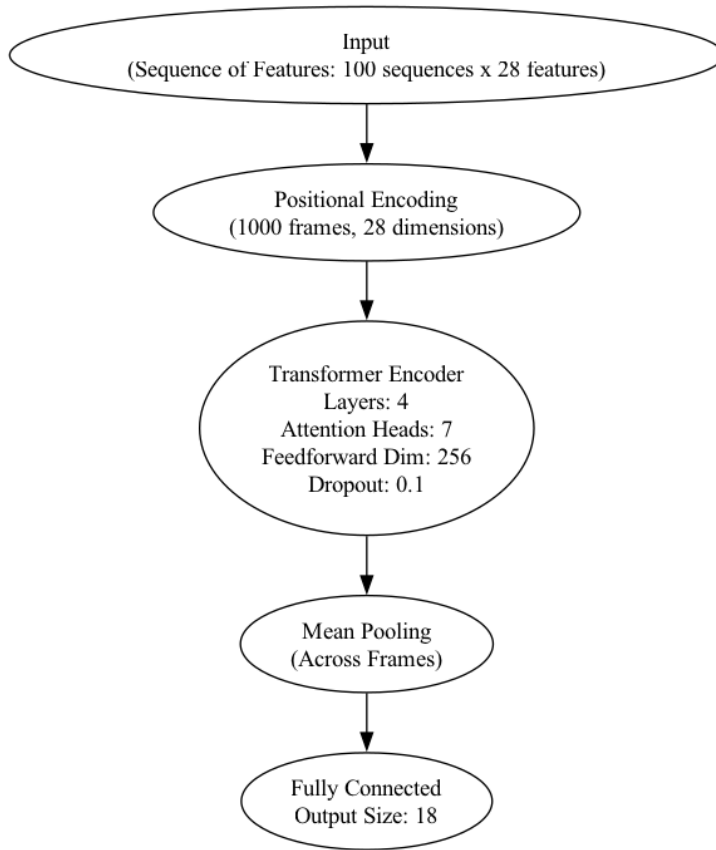 Input
(Sequence of Features: 100 sequences x 28 features)
Positional Encoding
(1000 frames, 28 dimensions)
Transformer Encoder
Layers: 4
Attention Heads: 7
Feedforward Dim: 256
Dropout: 0.1
Mean Pooling
(Across Frames)
Fully Connected
Output Size: 18